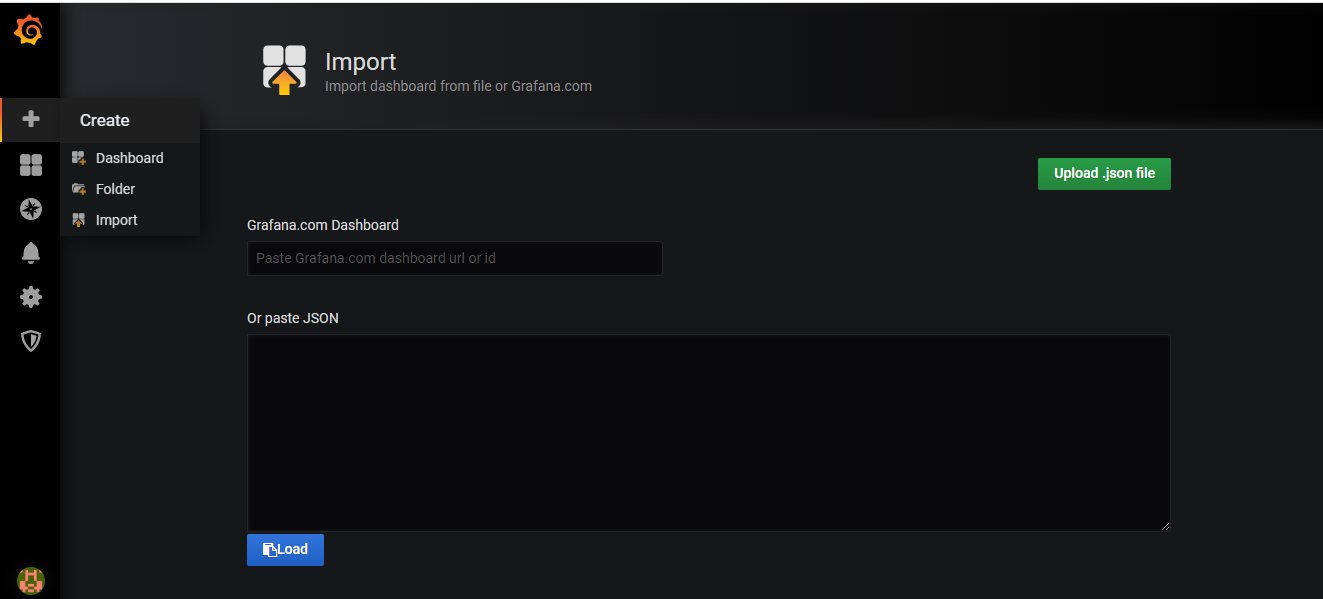 Import
Import dashboard from file or Grafana.com
Create
Dashboard
Folder
Import
Upload .json file
Grafana.com Dashboard
Paste Grafana.com dashboard url or id
Or paste JSON
Load